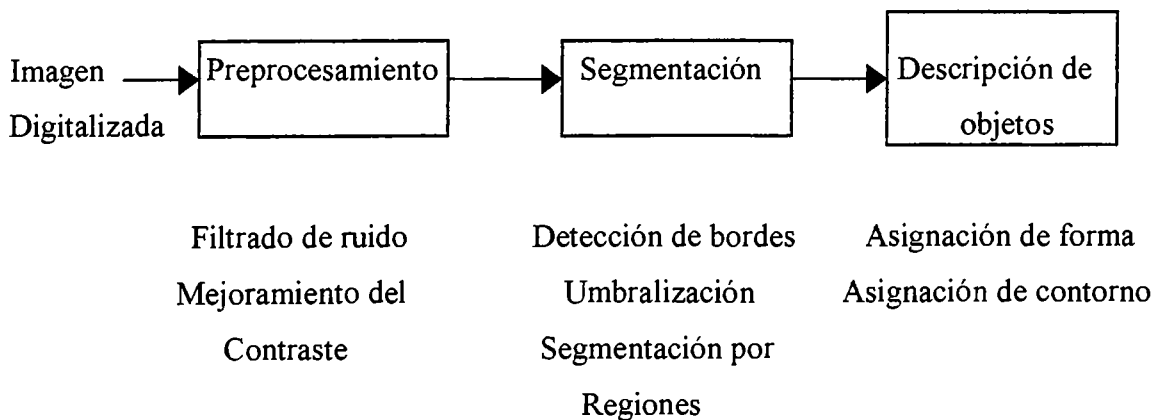 Imagen
Digitalizada
Preprocesamiento
Segmentación
Descripción de
objetos
Filtrado de ruido
Mejoramiento del
Contraste
Detección de bordes
Umbralización
Segmentación por
Regiones
Asignación de forma
Asignación de contorno